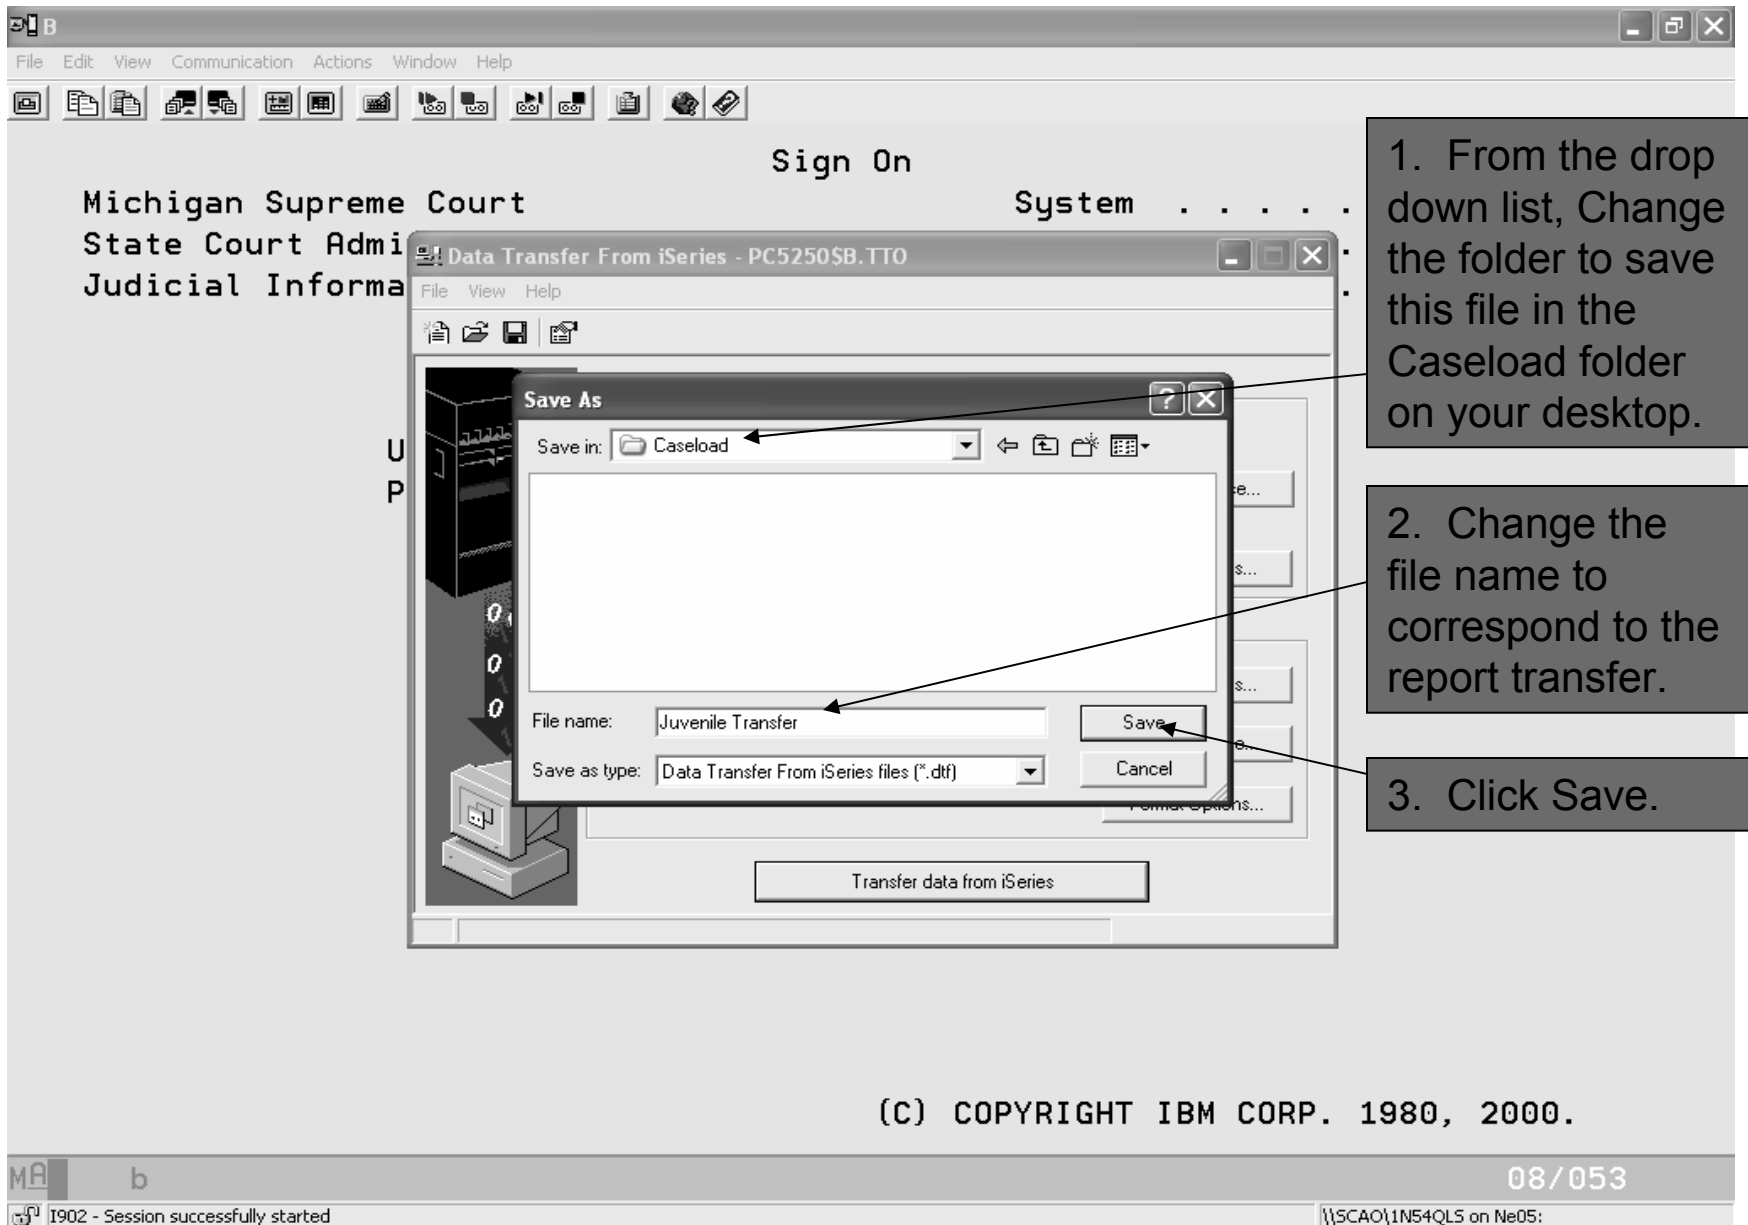 B
File Edit View Communication Actions Window Help
Sign On
Michigan Supreme Court System . . . . .
State Court Admi
Judicial Informa
U
P
Data Transfer From iSeries - PC5250$B.TTO
File View Help
Save As
Save in: Caseload
File name: Juvenile Transfer
Save
Save as type: Data Transfer From iSeries files (*.dtf)
Cancel
Transfer data from iSeries
1. From the drop
down list, Change
the folder to save
this file in the
Caseload folder
on your desktop.
2. Change the
file name to
correspond to the
report transfer.
3. Click Save.
(C) COPYRIGHT IBM CORP. 1980, 2000.
MA b 08/053
I902 - Session successfully started
\\SCAO\1N54QLS on Ne05: